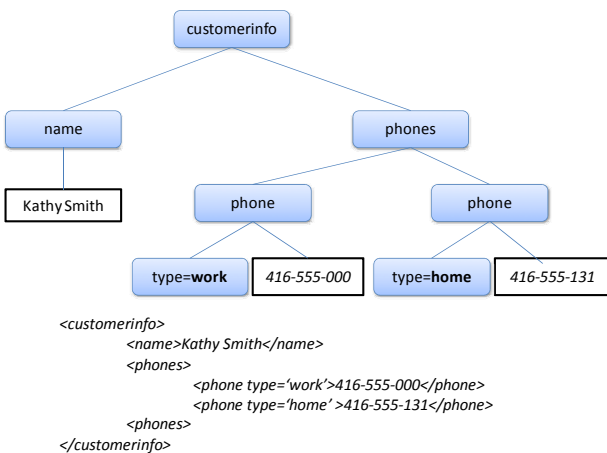 customerinfo
name phones
Kathy Smith phone phone
type=work 416-555-000 type=home 416-555-131
<customerinfo>
<name>Kathy Smith</name>
<phones>
<phone type=‘work’>416-555-000</phone>
<phone type=‘home’ >416-555-131</phone>
<phones>
</customerinfo>